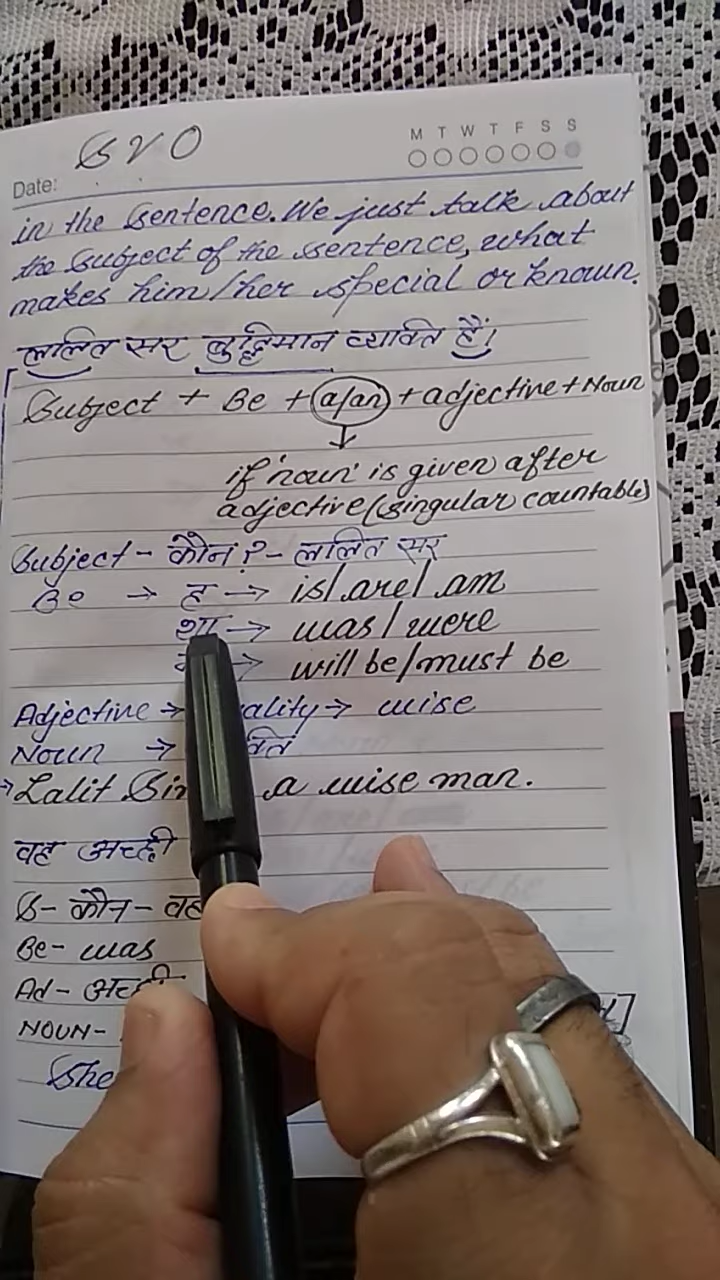 SVO
M T W T F S S
Date:
in the sentence. We just talk about
the subject of the sentence, what
makes him/her special or known.
ललित सर बुद्धिमान व्यक्ति हैं।
Subject + Be + a/an + adjective + Noun
if 'noun' is given after
adjective (singular countable)
Subject - कौन ? - ललित सर
Be → ह → is/are/am
था → was/were
→ will be/must be
Adjective → → wise
Noun →
→ Lalit a wise man.
वह अच्छी
S - कौन - वह
Be - was
Ad - अच्छी
NOUN -
She